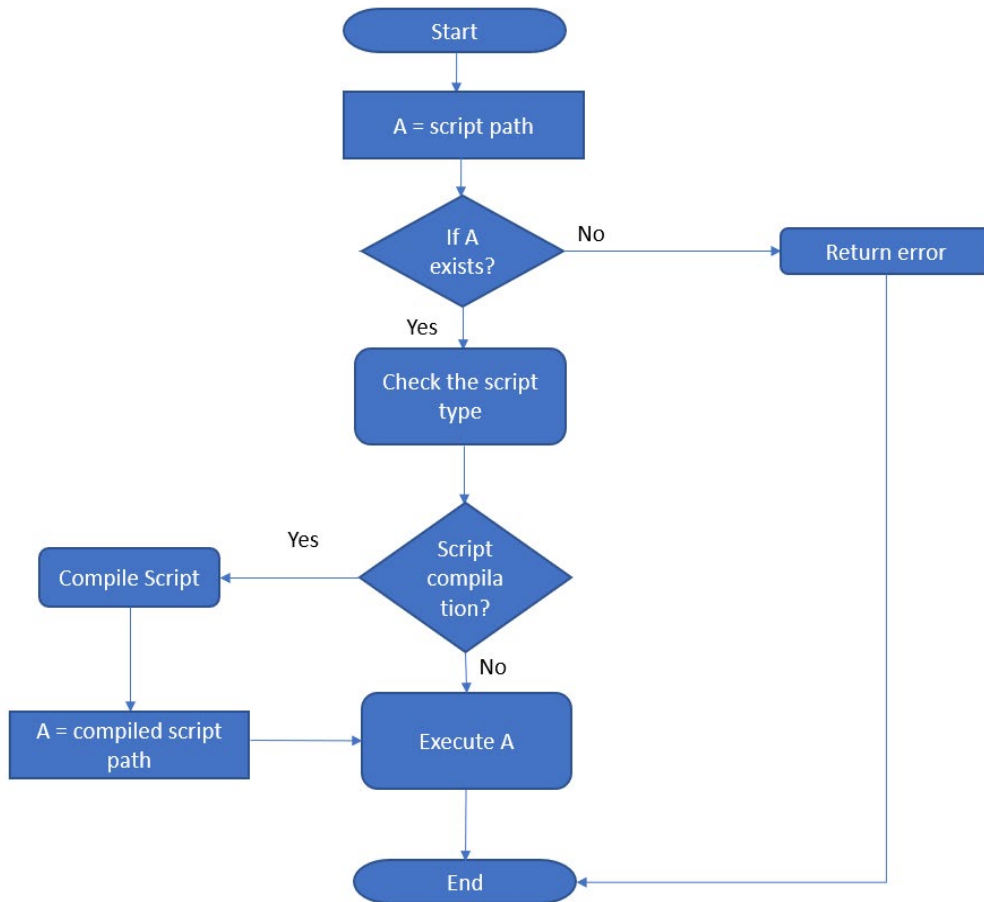 Start
A = script path
If A
exists?
No
Return error
Yes
Check the script
type
Yes
Script
compila
tion?
Compile Script
No
A = compiled script
path
Execute A
End